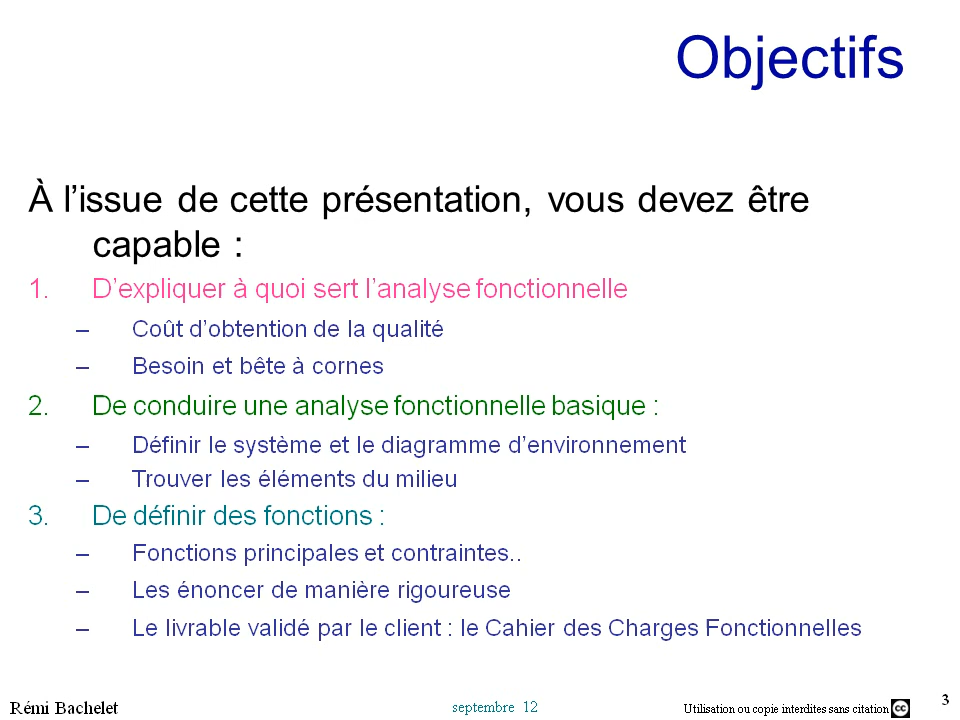 Objectifs
À l’issue de cette présentation, vous devez être
capable :
1. D’expliquer à quoi sert l’analyse fonctionnelle
– Coût d’obtention de la qualité
– Besoin et bête à cornes
2. De conduire une analyse fonctionnelle basique :
– Définir le système et le diagramme d’environnement
– Trouver les éléments du milieu
3. De définir des fonctions :
– Fonctions principales et contraintes..
– Les énoncer de manière rigoureuse
– Le livrable validé par le client : le Cahier des Charges Fonctionnelles
Rémi Bachelet
septembre 12
Utilisation ou copie interdites sans citation
cc
3